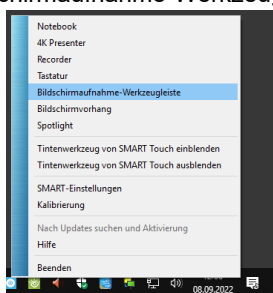 Notebook
4K Presenter
Recorder
Tastatur
Bildschirmaufnahme-Werkzeugleiste
Bildschirmvorhang
Spotlight
Tintenwerkzeug von SMART Touch einblenden
Tintenwerkzeug von SMART Touch ausblenden
SMART-Einstellungen
Kalibrierung
Nach Updates suchen und Aktivierung
Hilfe
Beenden
08.09.2022